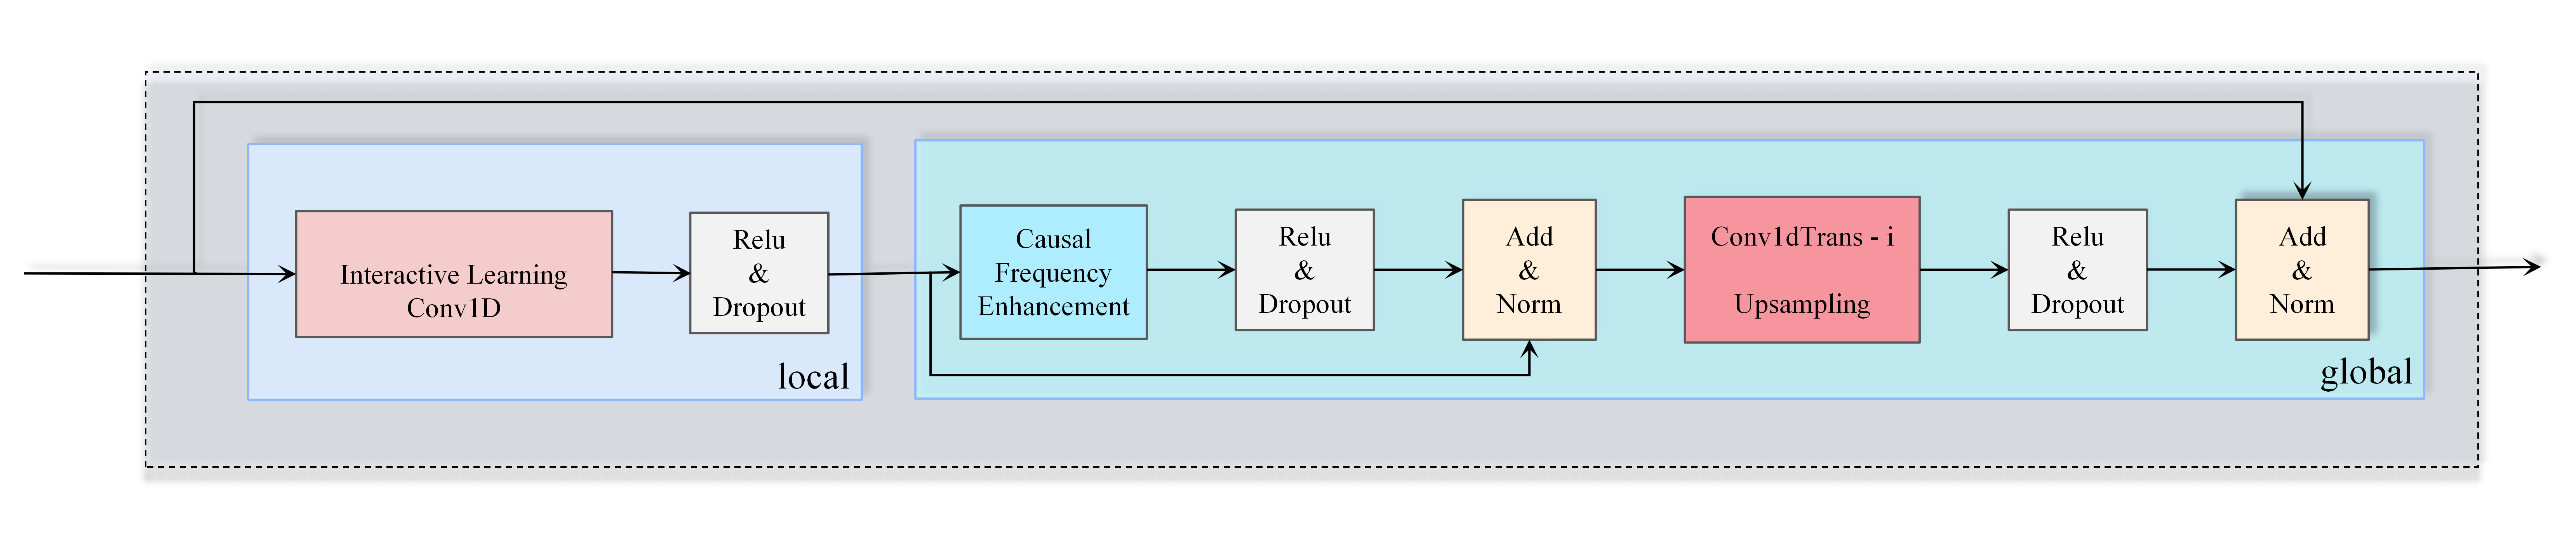 Interactive Learning
Conv1D
Relu
&
Dropout
local
Causal
Frequency
Enhancement
Relu
&
Dropout
Add
&
Norm
Conv1dTrans - i
Upsampling
Relu
&
Dropout
Add
&
Norm
global